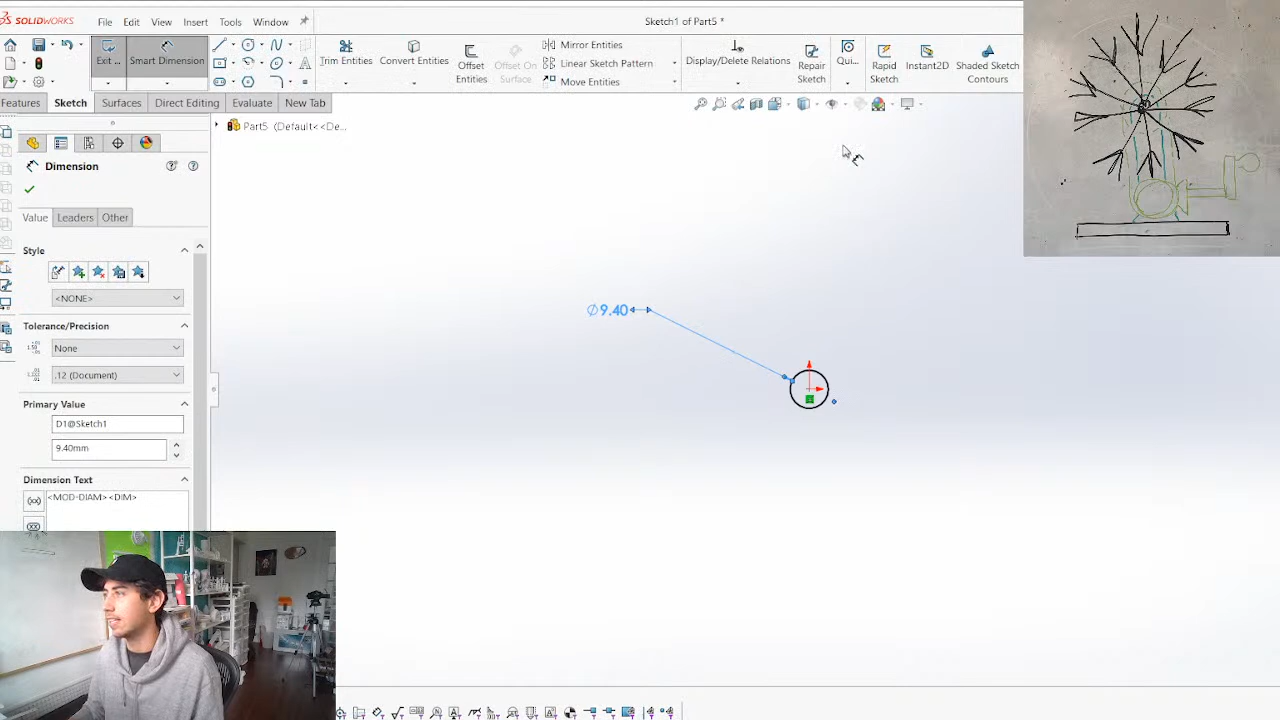 SOLIDWORKS File Edit View Insert Tools Window Sketch1 of Part5 *
Exit ... Smart Dimension Trim Entities Convert Entities Offset Entities Offset On Surface Mirror Entities Linear Sketch Pattern Move Entities Display/Delete Relations Repair Sketch Qui... Rapid Sketch Instant2D Shaded Sketch Contours
Features Sketch Surfaces Direct Editing Evaluate New Tab
Part5 (Default<<De...
Dimension
Value Leaders Other
Style
<NONE>
Tolerance/Precision
None
.12 (Document)
Primary Value
D1@Sketch1
9.40mm
Dimension Text
<MOD-DIAM><DIM>
∅9.40